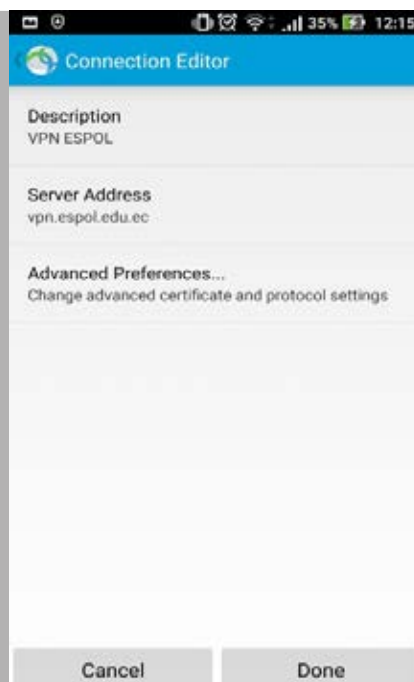 35% 12:15
Connection Editor
Description
VPN ESPOL
Server Address
vpn.espol.edu.ec
Advanced Preferences...
Change advanced certificate and protocol settings
Cancel Done